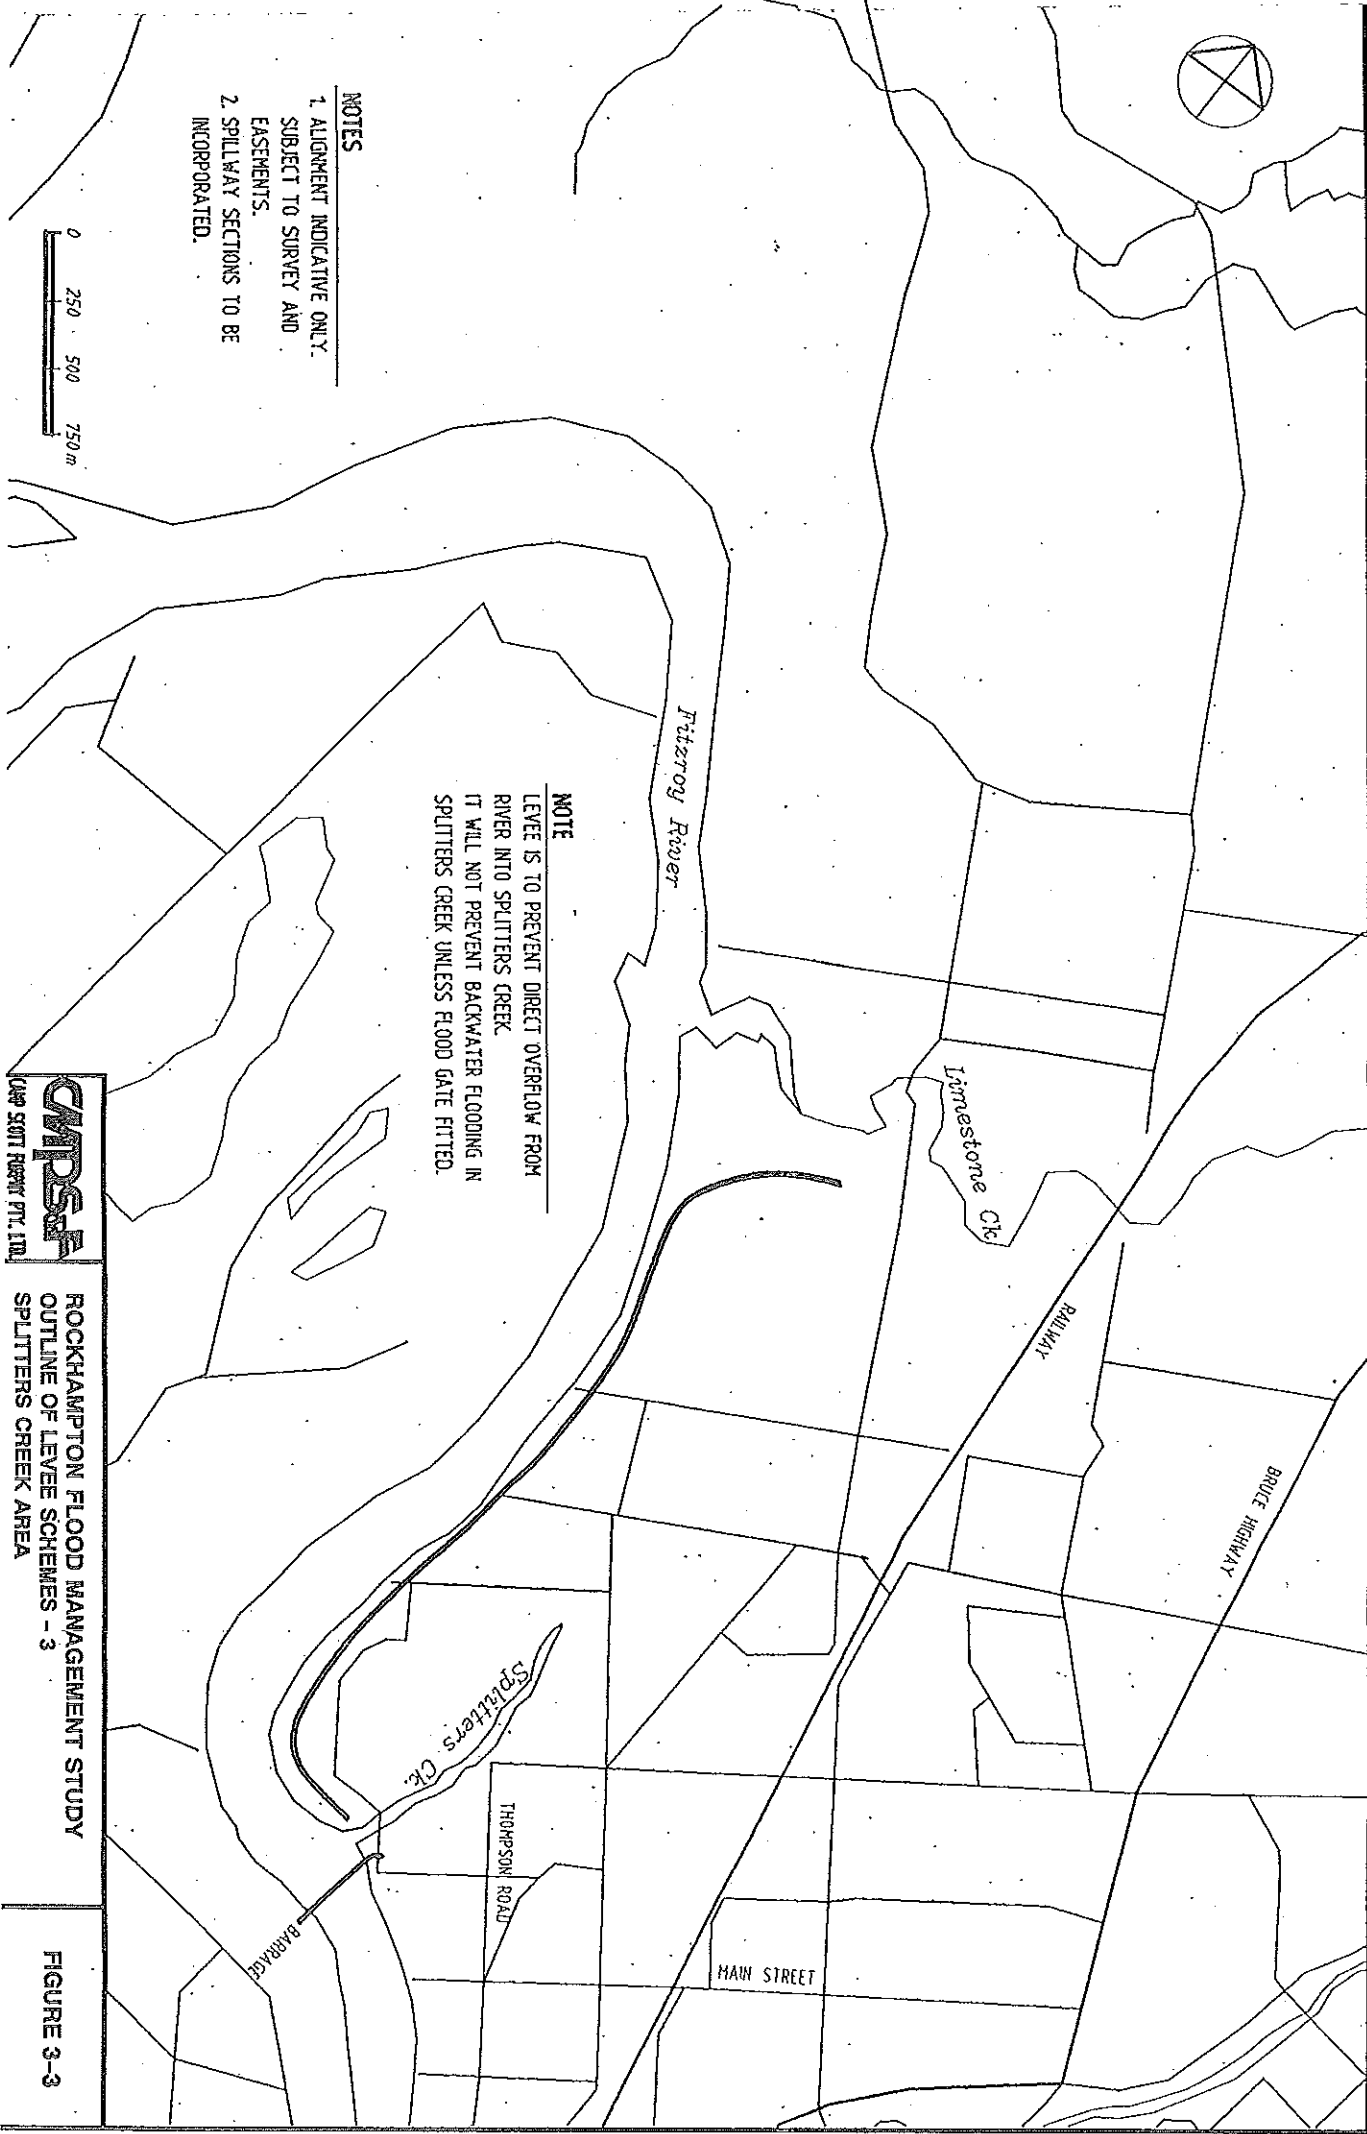 NOTES
1. ALIGNMENT INDICATIVE ONLY.
SUBJECT TO SURVEY AND
EASEMENTS.
2. SPILLWAY SECTIONS TO BE
INCORPORATED.
0 250 500 750 m
Fitzroy River
NOTE
LEVEE IS TO PREVENT DIRECT OVERFLOW FROM
RIVER INTO SPLITTERS CREEK.
IT WILL NOT PREVENT BACKWATER FLOODING IN
SPLITTERS CREEK UNLESS FLOOD GATE FITTED.
Limestone Ck
RAILWAY
BRUCE HIGHWAY
Splitters Ck.
THOMPSON ROAD
MAIN STREET
BARRAGE
CMPS&F
CAMP SCOTT FURPHY PTY. LTD.
ROCKHAMPTON FLOOD MANAGEMENT STUDY
OUTLINE OF LEVEE SCHEMES - 3
SPLITTERS CREEK AREA
FIGURE 3-3